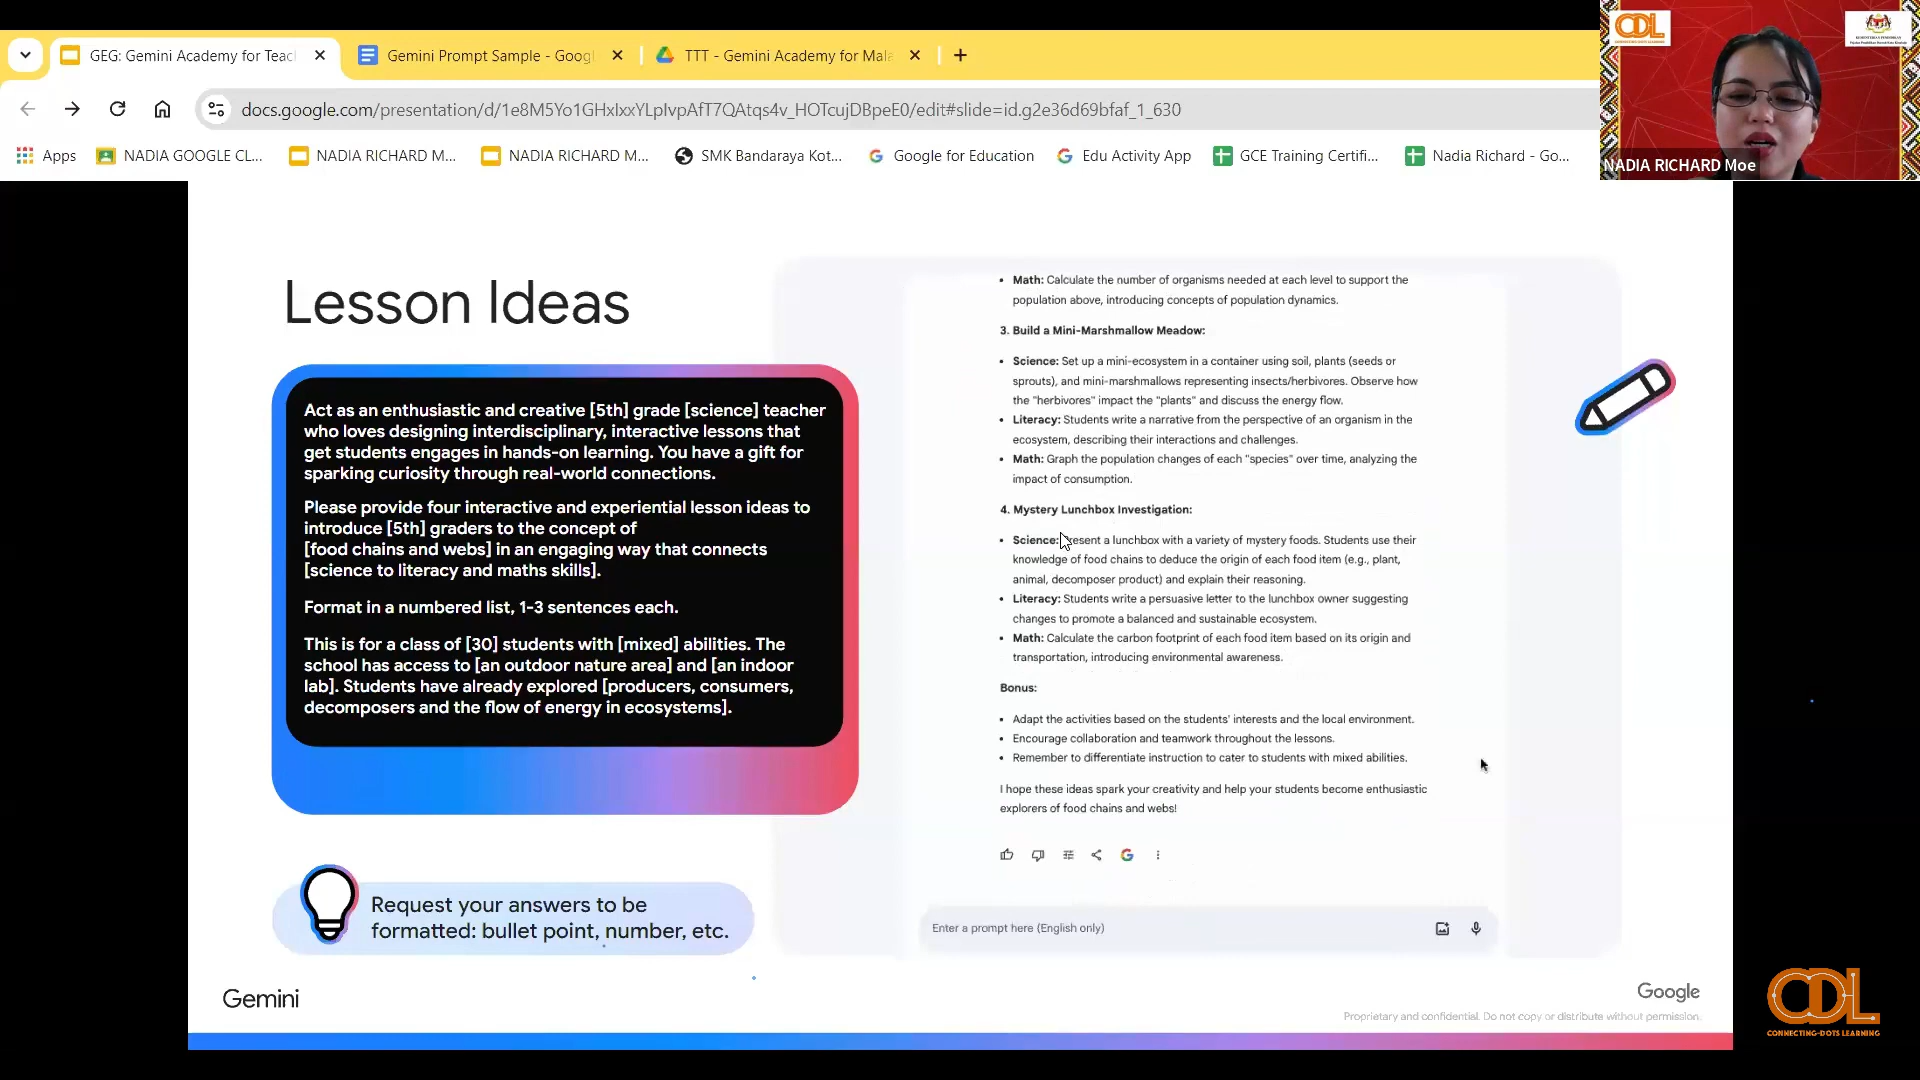 GEG: Gemini Academy for Teac
Gemini Prompt Sample - Googl
TTT - Gemini Academy for Mala
docs.google.com/presentation/d/1e8M5Yo1GHxIxxYLpIvpAfT7QAtqs4v_HOTcujDBpeE0/edit#slide=id.g2e36d69bfaf_1_630
Apps
NADIA GOOGLE CL...
NADIA RICHARD M...
NADIA RICHARD M...
SMK Bandaraya Kot...
Google for Education
Edu Activity App
GCE Training Certifi...
Nadia Richard - Go...
CDL
NADIA RICHARD Moe
Lesson Ideas
Act as an enthusiastic and creative [5th] grade [science] teacher
who loves designing interdisciplinary, interactive lessons that
get students engages in hands-on learning. You have a gift for
sparking curiosity through real-world connections.
Please provide four interactive and experiential lesson ideas to
introduce [5th] graders to the concept of
[food chains and webs] in an engaging way that connects
[science to literacy and maths skills].
Format in a numbered list, 1-3 sentences each.
This is for a class of [30] students with [mixed] abilities. The
school has access to [an outdoor nature area] and [an indoor
lab]. Students have already explored [producers, consumers,
decomposers and the flow of energy in ecosystems].
Request your answers to be
formatted: bullet point, number, etc.
• Math: Calculate the number of organisms needed at each level to support the
population above, introducing concepts of population dynamics.
3. Build a Mini-Marshmallow Meadow:
• Science: Set up a mini-ecosystem in a container using soil, plants (seeds or
sprouts), and mini-marshmallows representing insects/herbivores. Observe how
the "herbivores" impact the "plants" and discuss the energy flow.
• Literacy: Students write a narrative from the perspective of an organism in the
ecosystem, describing their interactions and challenges.
• Math: Graph the population changes of each "species" over time, analyzing the
impact of consumption.
4. Mystery Lunchbox Investigation:
• Science: Present a lunchbox with a variety of mystery foods. Students use their
knowledge of food chains to deduce the origin of each food item (e.g., plant,
animal, decomposer product) and explain their reasoning.
• Literacy: Students write a persuasive letter to the lunchbox owner suggesting
changes to promote a balanced and sustainable ecosystem.
• Math: Calculate the carbon footprint of each food item based on its origin and
transportation, introducing environmental awareness.
Bonus:
• Adapt the activities based on the students' interests and the local environment.
• Encourage collaboration and teamwork throughout the lessons.
• Remember to differentiate instruction to cater to students with mixed abilities.
I hope these ideas spark your creativity and help your students become enthusiastic
explorers of food chains and webs!
Enter a prompt here (English only)
Gemini
Google
Proprietary and confidential. Do not copy or distribute without permission.
CDL
CONNECTING-DOTS LEARNING